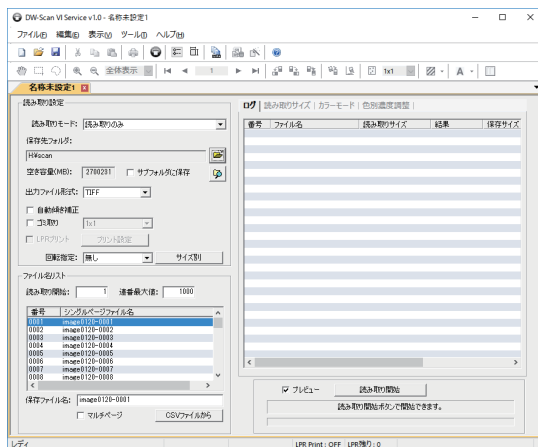 DW-Scan VI Service v1.0 - 名称未設定1
ファイル(F) 編集(E) 表示(V) ツール(T) ヘルプ(H)
全体表示 1 1x1 A
名称未設定1
読み取り設定
読み取りモード: 読み取りのみ
保存先フォルダ:
H¥scan
空き容量(MB): 2780231 サブフォルダに保存
出力ファイル形式: TIFF
自動傾き補正
ゴミ取り 1x1
LPRプリント プリント設定
回転指定: 無し サイズ別
ファイル名リスト
読み取り開始: 1 連番最大値: 1000
番号 シングルページファイル名
0001 image0120-0001
0002 image0120-0002
0003 image0120-0003
0004 image0120-0004
0005 image0120-0005
0006 image0120-0006
0007 image0120-0007
0008 image0120-0008
保存ファイル名: image0120-0001
マルチページ CSVファイルから
ログ 読み取りサイズ カラーモード 色別濃度調整
番号 ファイル名 読み取りサイズ 結果 保存サイズ
プレビュー 読み取り開始
読み取り開始ボタンで開始できます。
レディ LPR Print: OFF LPR残り: 0